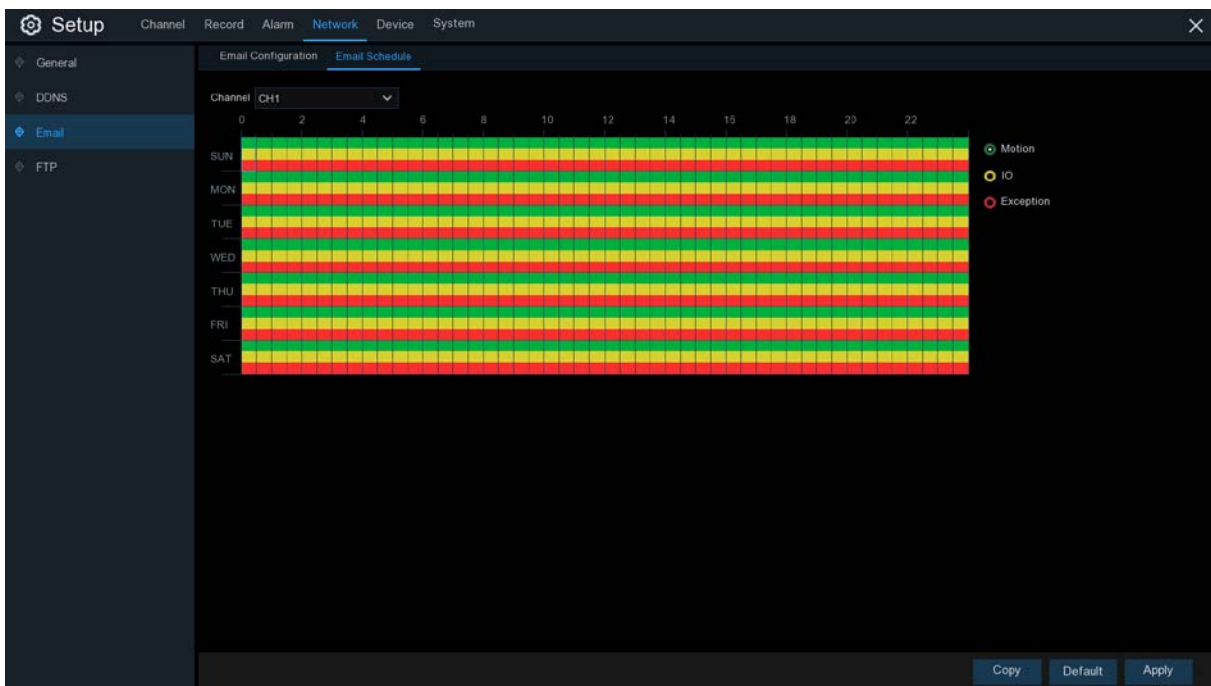 Setup Channel Record Alarm Network Device System
General
DDNS
Email
FTP
Email Configuration Email Schedule
Channel CH1
0 2 4 6 8 10 12 14 16 18 20 22
SUN
MON
TUE
WED
THU
FRI
SAT
Motion
IO
Exception
Copy Default Apply